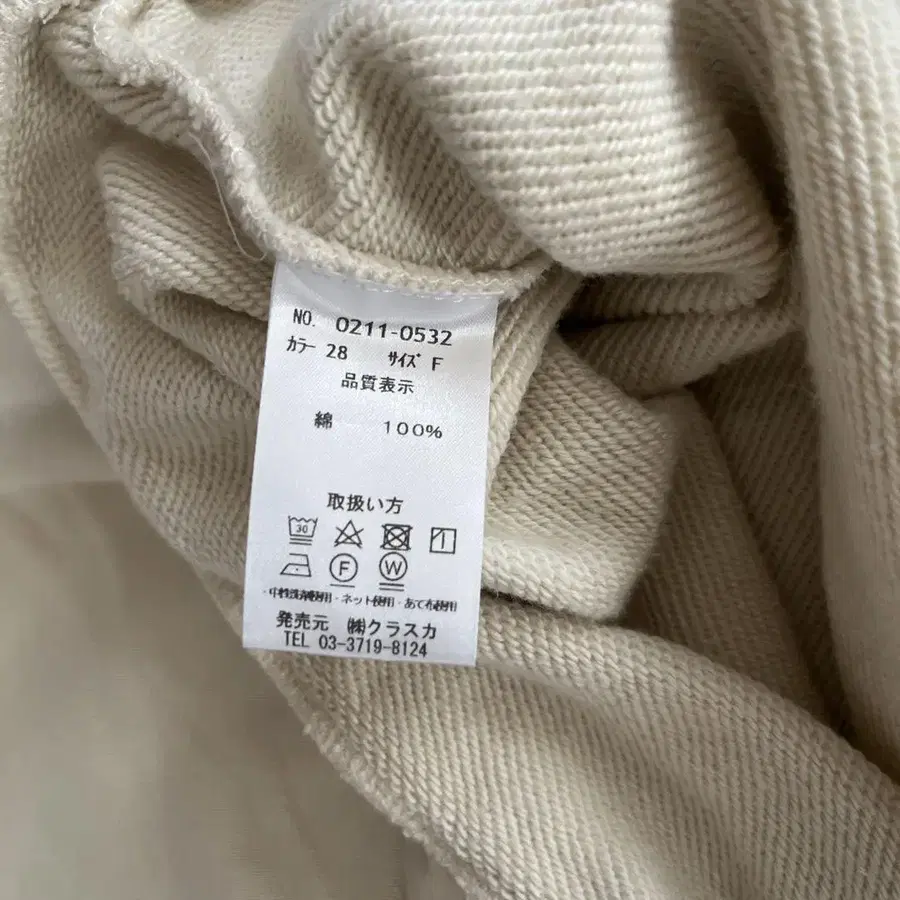 NO. 0211-0532
カラー 28 サイズ F
品質表示
綿 100%
取扱い方
30
F W
・中性洗剤使用・ネット使用・あて布使用
発売元 ㈱クラスカ
TEL 03-3719-8124